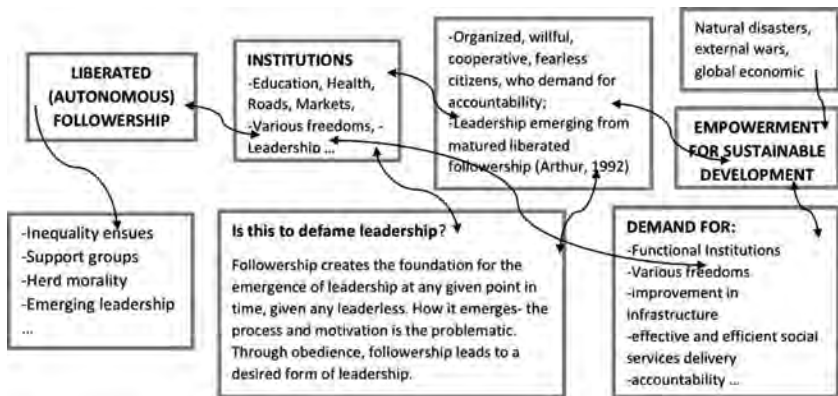 LIBERATED
(AUTONOMOUS)
FOLLOWERSHIP
INSTITUTIONS
-Education, Health,
Roads, Markets,
-Various freedoms, -
Leadership ...
-Organized, willful,
cooperative, fearless
citizens, who demand for
accountability;
-Leadership emerging from
matured liberated
followership (Arthur, 1992)
Natural disasters,
external wars,
global economic
EMPOWERMENT
FOR SUSTAINABLE
DEVELOPMENT
-Inequality ensues
-Support groups
-Herd morality
-Emerging leadership
...
Is this to defame leadership?
Followership creates the foundation for the
emergence of leadership at any given point in
time, given any leaderless. How it emerges- the
process and motivation is the problematic.
Through obedience, followership leads to a
desired form of leadership.
DEMAND FOR:
-Functional Institutions
-Various freedoms
-improvement in
infrastructure
-effective and efficient social
services delivery
-accountability ...